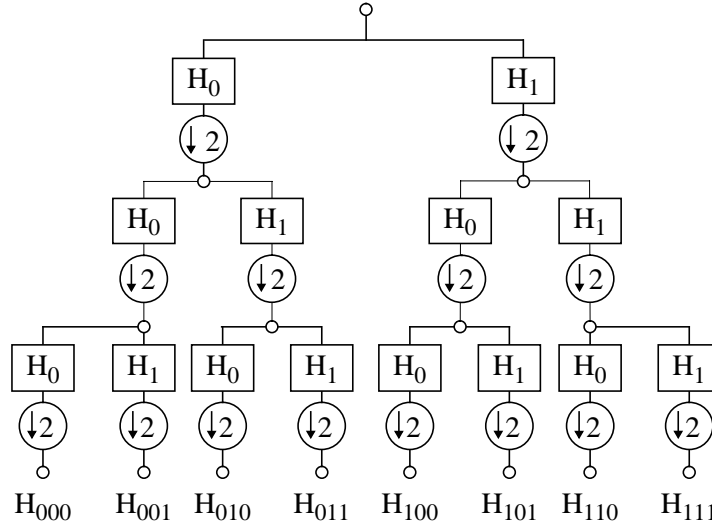 H₀ H₁
↓2 ↓2
H₀ H₁ H₀ H₁
↓2 ↓2 ↓2 ↓2
H₀ H₁ H₀ H₁ H₀ H₁ H₀ H₁
↓2 ↓2 ↓2 ↓2 ↓2 ↓2 ↓2 ↓2
H₀₀₀ H₀₀₁ H₀₁₀ H₀₁₁ H₁₀₀ H₁₀₁ H₁₁₀ H₁₁₁